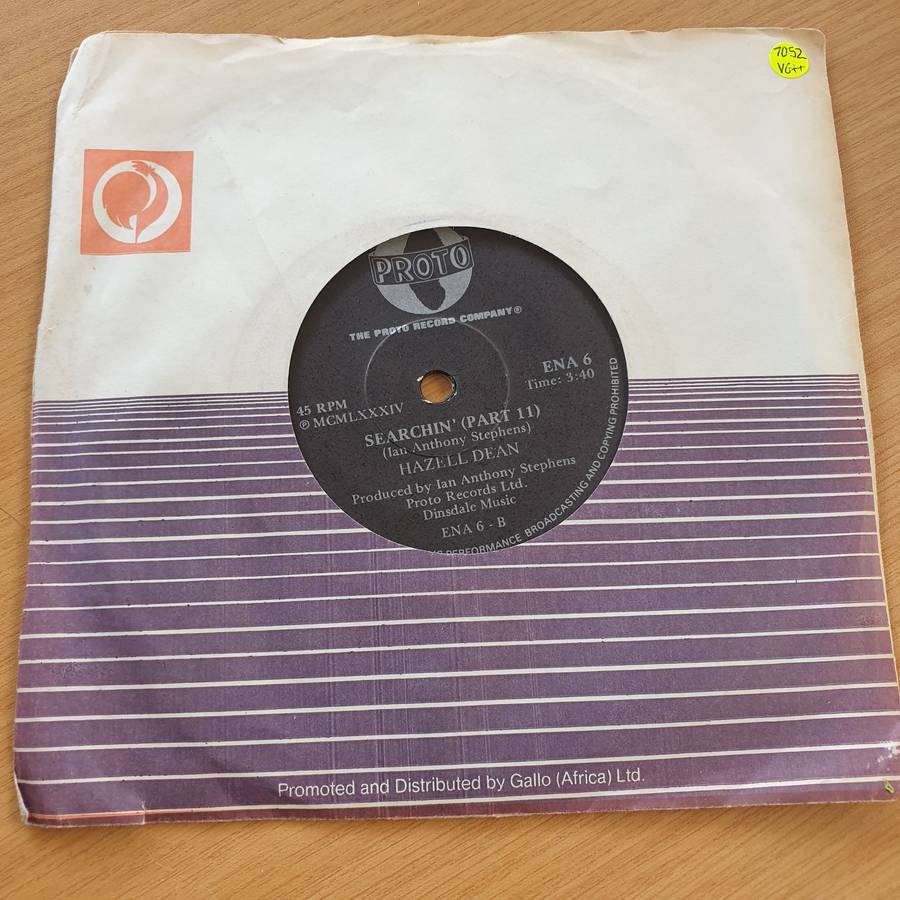 7052
VG++
PROTO
THE PROTO RECORD COMPANY®
ENA 6
Time: 3:40
45 RPM
Ⓟ MCMLXXXIV
SEARCHIN' (PART 11)
(Ian Anthony Stephens)
HAZELL DEAN
Produced by Ian Anthony Stephens
Proto Records Ltd.
Dinsdale Music
ENA 6 - B
PERFORMANCE BROADCASTING AND COPYING PROHIBITED
Promoted and Distributed by Gallo (Africa) Ltd.